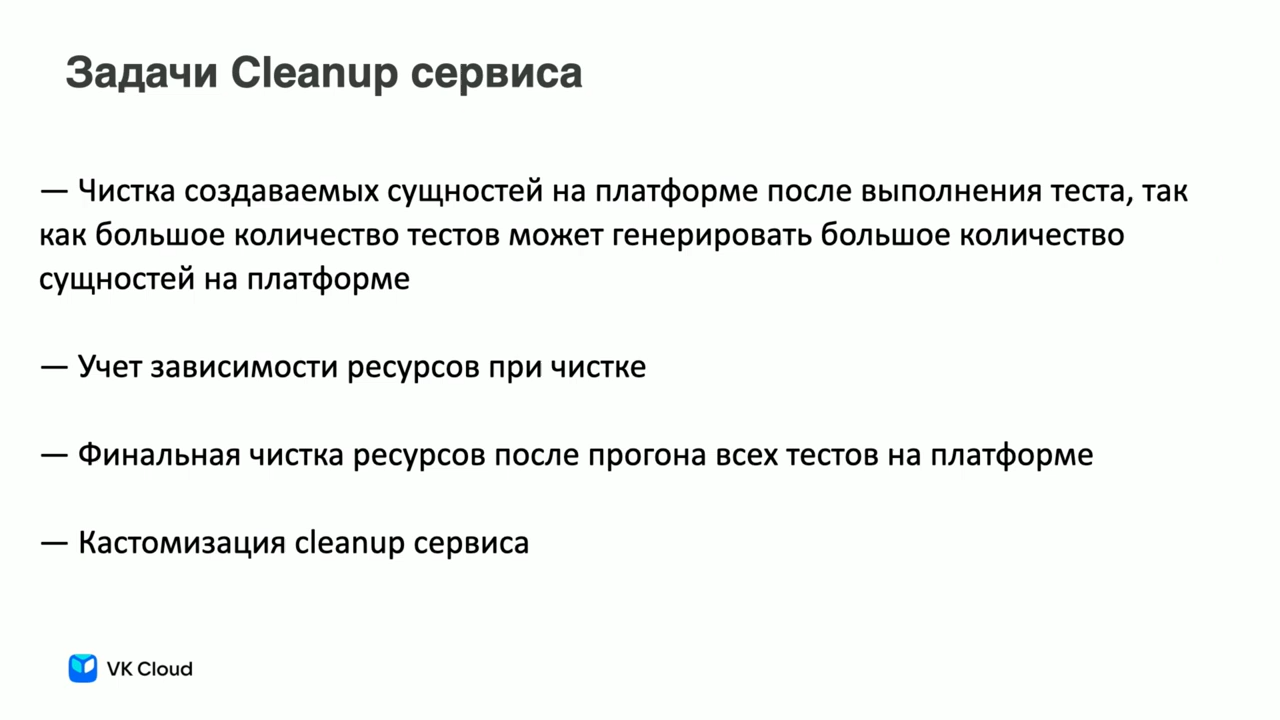 Задачи Cleanup сервиса
— Чистка создаваемых сущностей на платформе после выполнения теста, так
как большое количество тестов может генерировать большое количество
сущностей на платформе
— Учет зависимости ресурсов при чистке
— Финальная чистка ресурсов после прогона всех тестов на платформе
— Кастомизация cleanup сервиса
VK Cloud